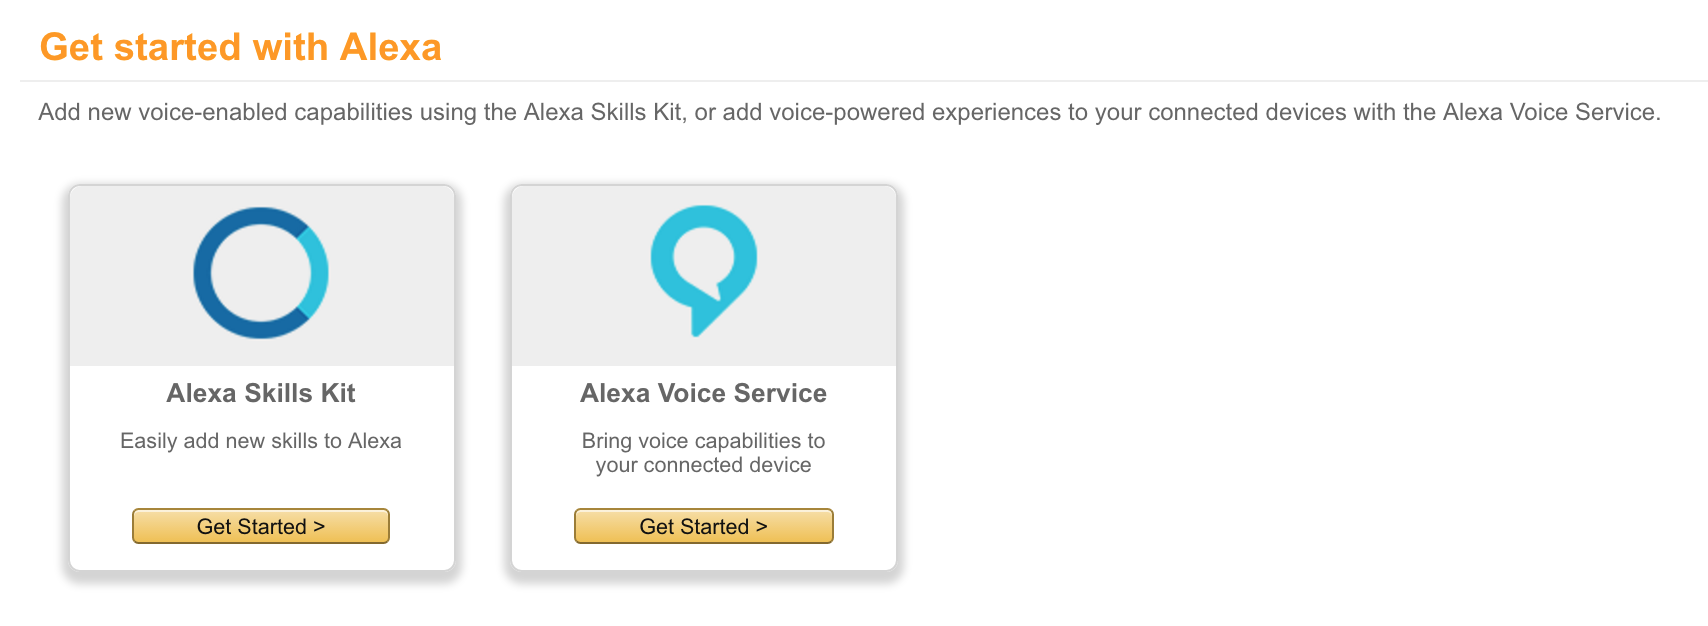 Get started with Alexa
Add new voice-enabled capabilities using the Alexa Skills Kit, or add voice-powered experiences to your connected devices with the Alexa Voice Service.
Alexa Skills Kit
Easily add new skills to Alexa
Get Started >
Alexa Voice Service
Bring voice capabilities to
your connected device
Get Started >